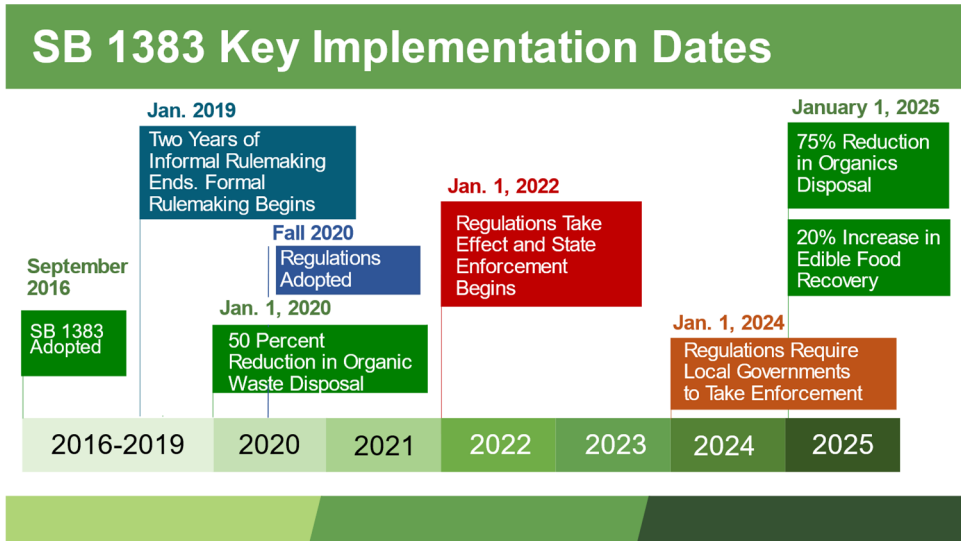 SB 1383 Key Implementation Dates
September
2016
SB 1383
Adopted
Jan. 2019
Two Years of
Informal Rulemaking
Ends. Formal
Rulemaking Begins
Jan. 1, 2020
50 Percent
Reduction in Organic
Waste Disposal
Fall 2020
Regulations
Adopted
Jan. 1, 2022
Regulations Take
Effect and State
Enforcement
Begins
Jan. 1, 2024
Regulations Require
Local Governments
to Take Enforcement
January 1, 2025
75% Reduction
in Organics
Disposal
20% Increase in
Edible Food
Recovery
2016-2019
2020
2021
2022
2023
2024
2025